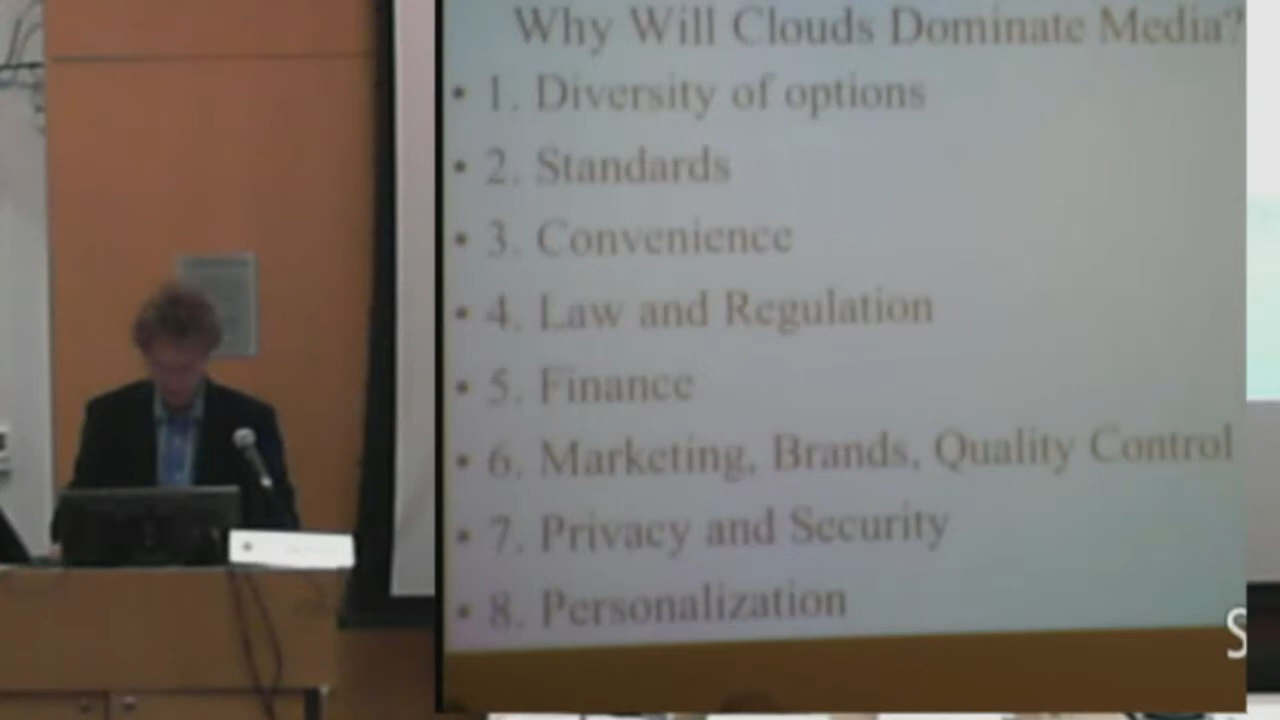 Why Will Clouds Dominate Media?
• 1. Diversity of options
• 2. Standards
• 3. Convenience
• 4. Law and Regulation
• 5. Finance
• 6. Marketing, Brands, Quality Control
• 7. Privacy and Security
• 8. Personalization
S